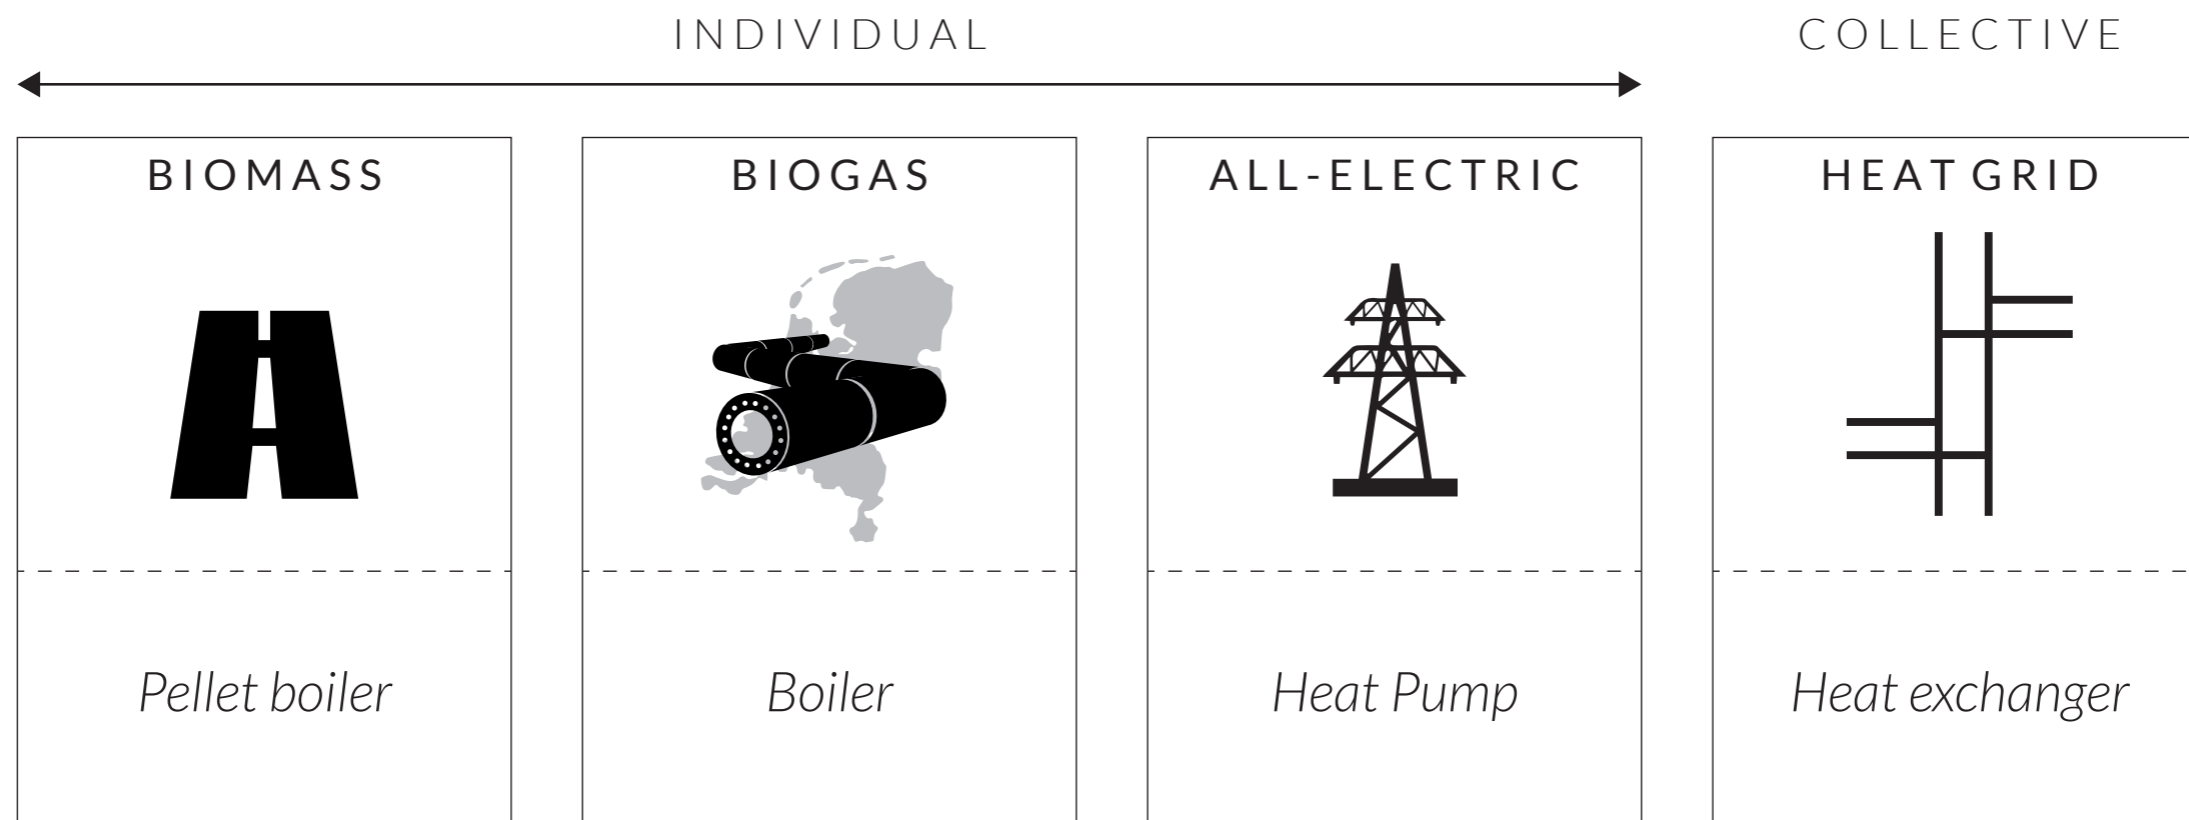 INDIVIDUAL
COLLECTIVE
BIOMASS
BIOGAS
ALL-ELECTRIC
HEAT GRID
Pellet boiler
Boiler
Heat Pump
Heat exchanger